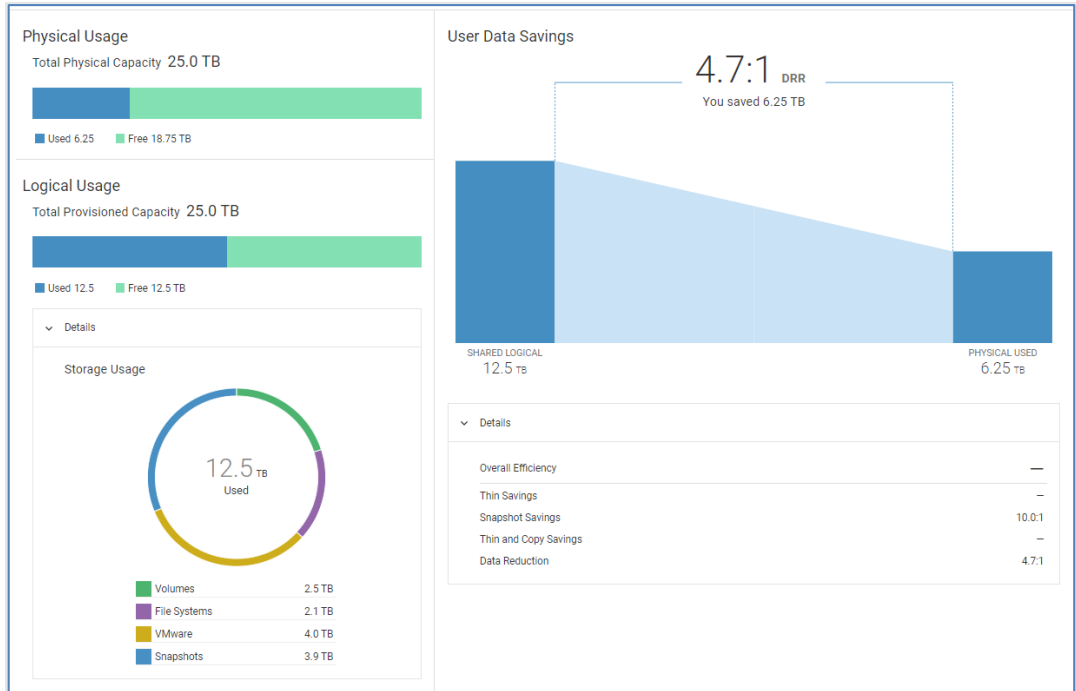 Physical Usage
Total Physical Capacity 25.0 TB
Used 6.25 Free 18.75 TB
Logical Usage
Total Provisioned Capacity 25.0 TB
Used 12.5 Free 12.5 TB
Details
Storage Usage
12.5 TB
Used
Volumes 2.5 TB
File Systems 2.1 TB
VMware 4.0 TB
Snapshots 3.9 TB
User Data Savings
4.7:1 DRR
You saved 6.25 TB
SHARED LOGICAL
12.5 TB
PHYSICAL USED
6.25 TB
Details
Overall Efficiency —
Thin Savings –
Snapshot Savings 10.0:1
Thin and Copy Savings –
Data Reduction 4.7:1